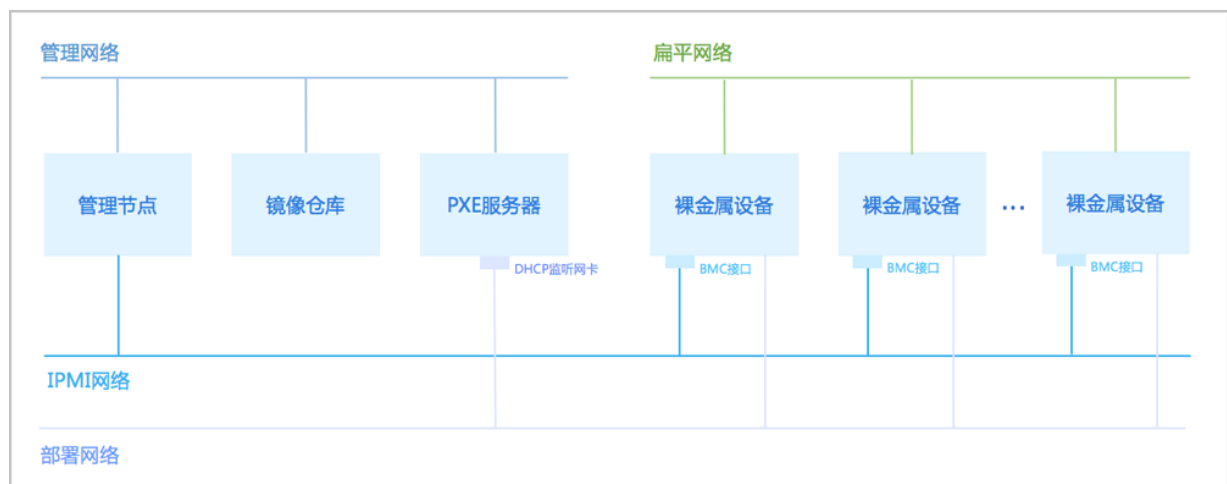 管理网络
扁平网络
管理节点
镜像仓库
PXE服务器
裸金属设备
裸金属设备
...
裸金属设备
DHCP监听网卡
BMC接口
BMC接口
BMC接口
IPMI网络
部署网络